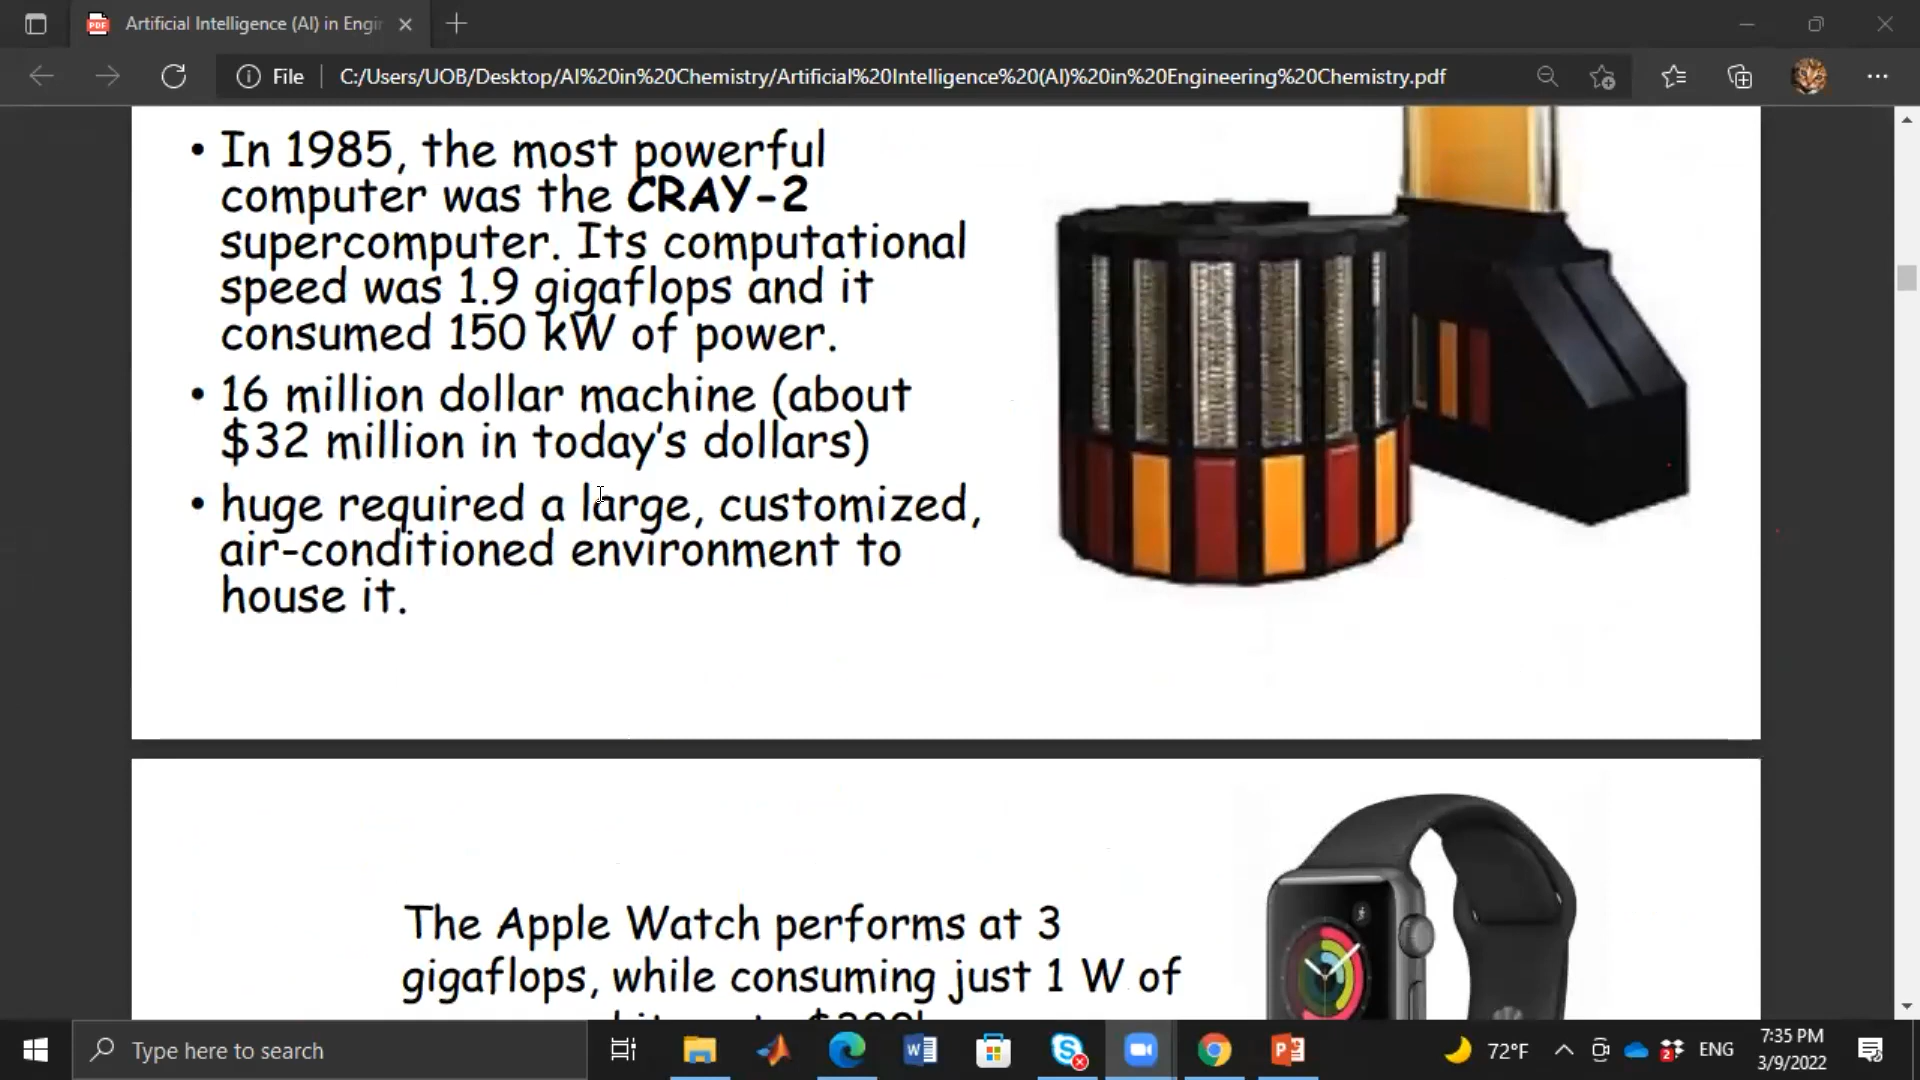 Artificial Intelligence (AI) in Engir
File
C:/Users/UOB/Desktop/AI%20in%20Chemistry/Artificial%20Intelligence%20(AI)%20in%20Engineering%20Chemistry.pdf
• In 1985, the most powerful
computer was the CRAY-2
supercomputer. Its computational
speed was 1.9 gigaflops and it
consumed 150 kW of power.
• 16 million dollar machine (about
$32 million in today's dollars)
• huge required a large, customized,
air-conditioned environment to
house it.
The Apple Watch performs at 3
gigaflops, while consuming just 1 W of
Type here to search
72°F
ENG
7:35 PM
3/9/2022